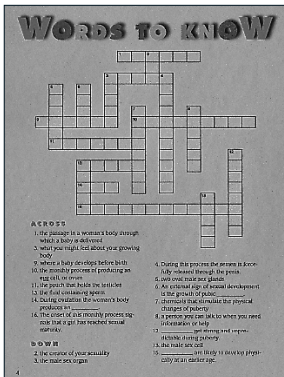 WORDS TO KNOW
ACROSS
1. the passage in a woman's body through
which a baby is delivered
5. what you might feel about your growing
body
9. where a baby develops before birth
10. the monthly process of producing an
egg cell, or ovum
11. the pouch that holds the testicles
12. the fluid containing sperm
14. During ovulation the woman's body
produces an
16. The onset of this monthly process sig-
nals that a girl has reached sexual
maturity.
DOWN
2. the creator of your sexuality
3. the male sex organ
4. During this process the semen is force-
fully released through the penis.
5. two oval male sex glands
6. An external sign of sexual development
is the growth of pubic
7. chemicals that stimulate the physical
changes of puberty
8. a person you can talk to when you need
information or help
get strong and unpre-
dictable during puberty.
13. the male sex cell
15. are likely to develop physi-
cally at an earlier age.
4